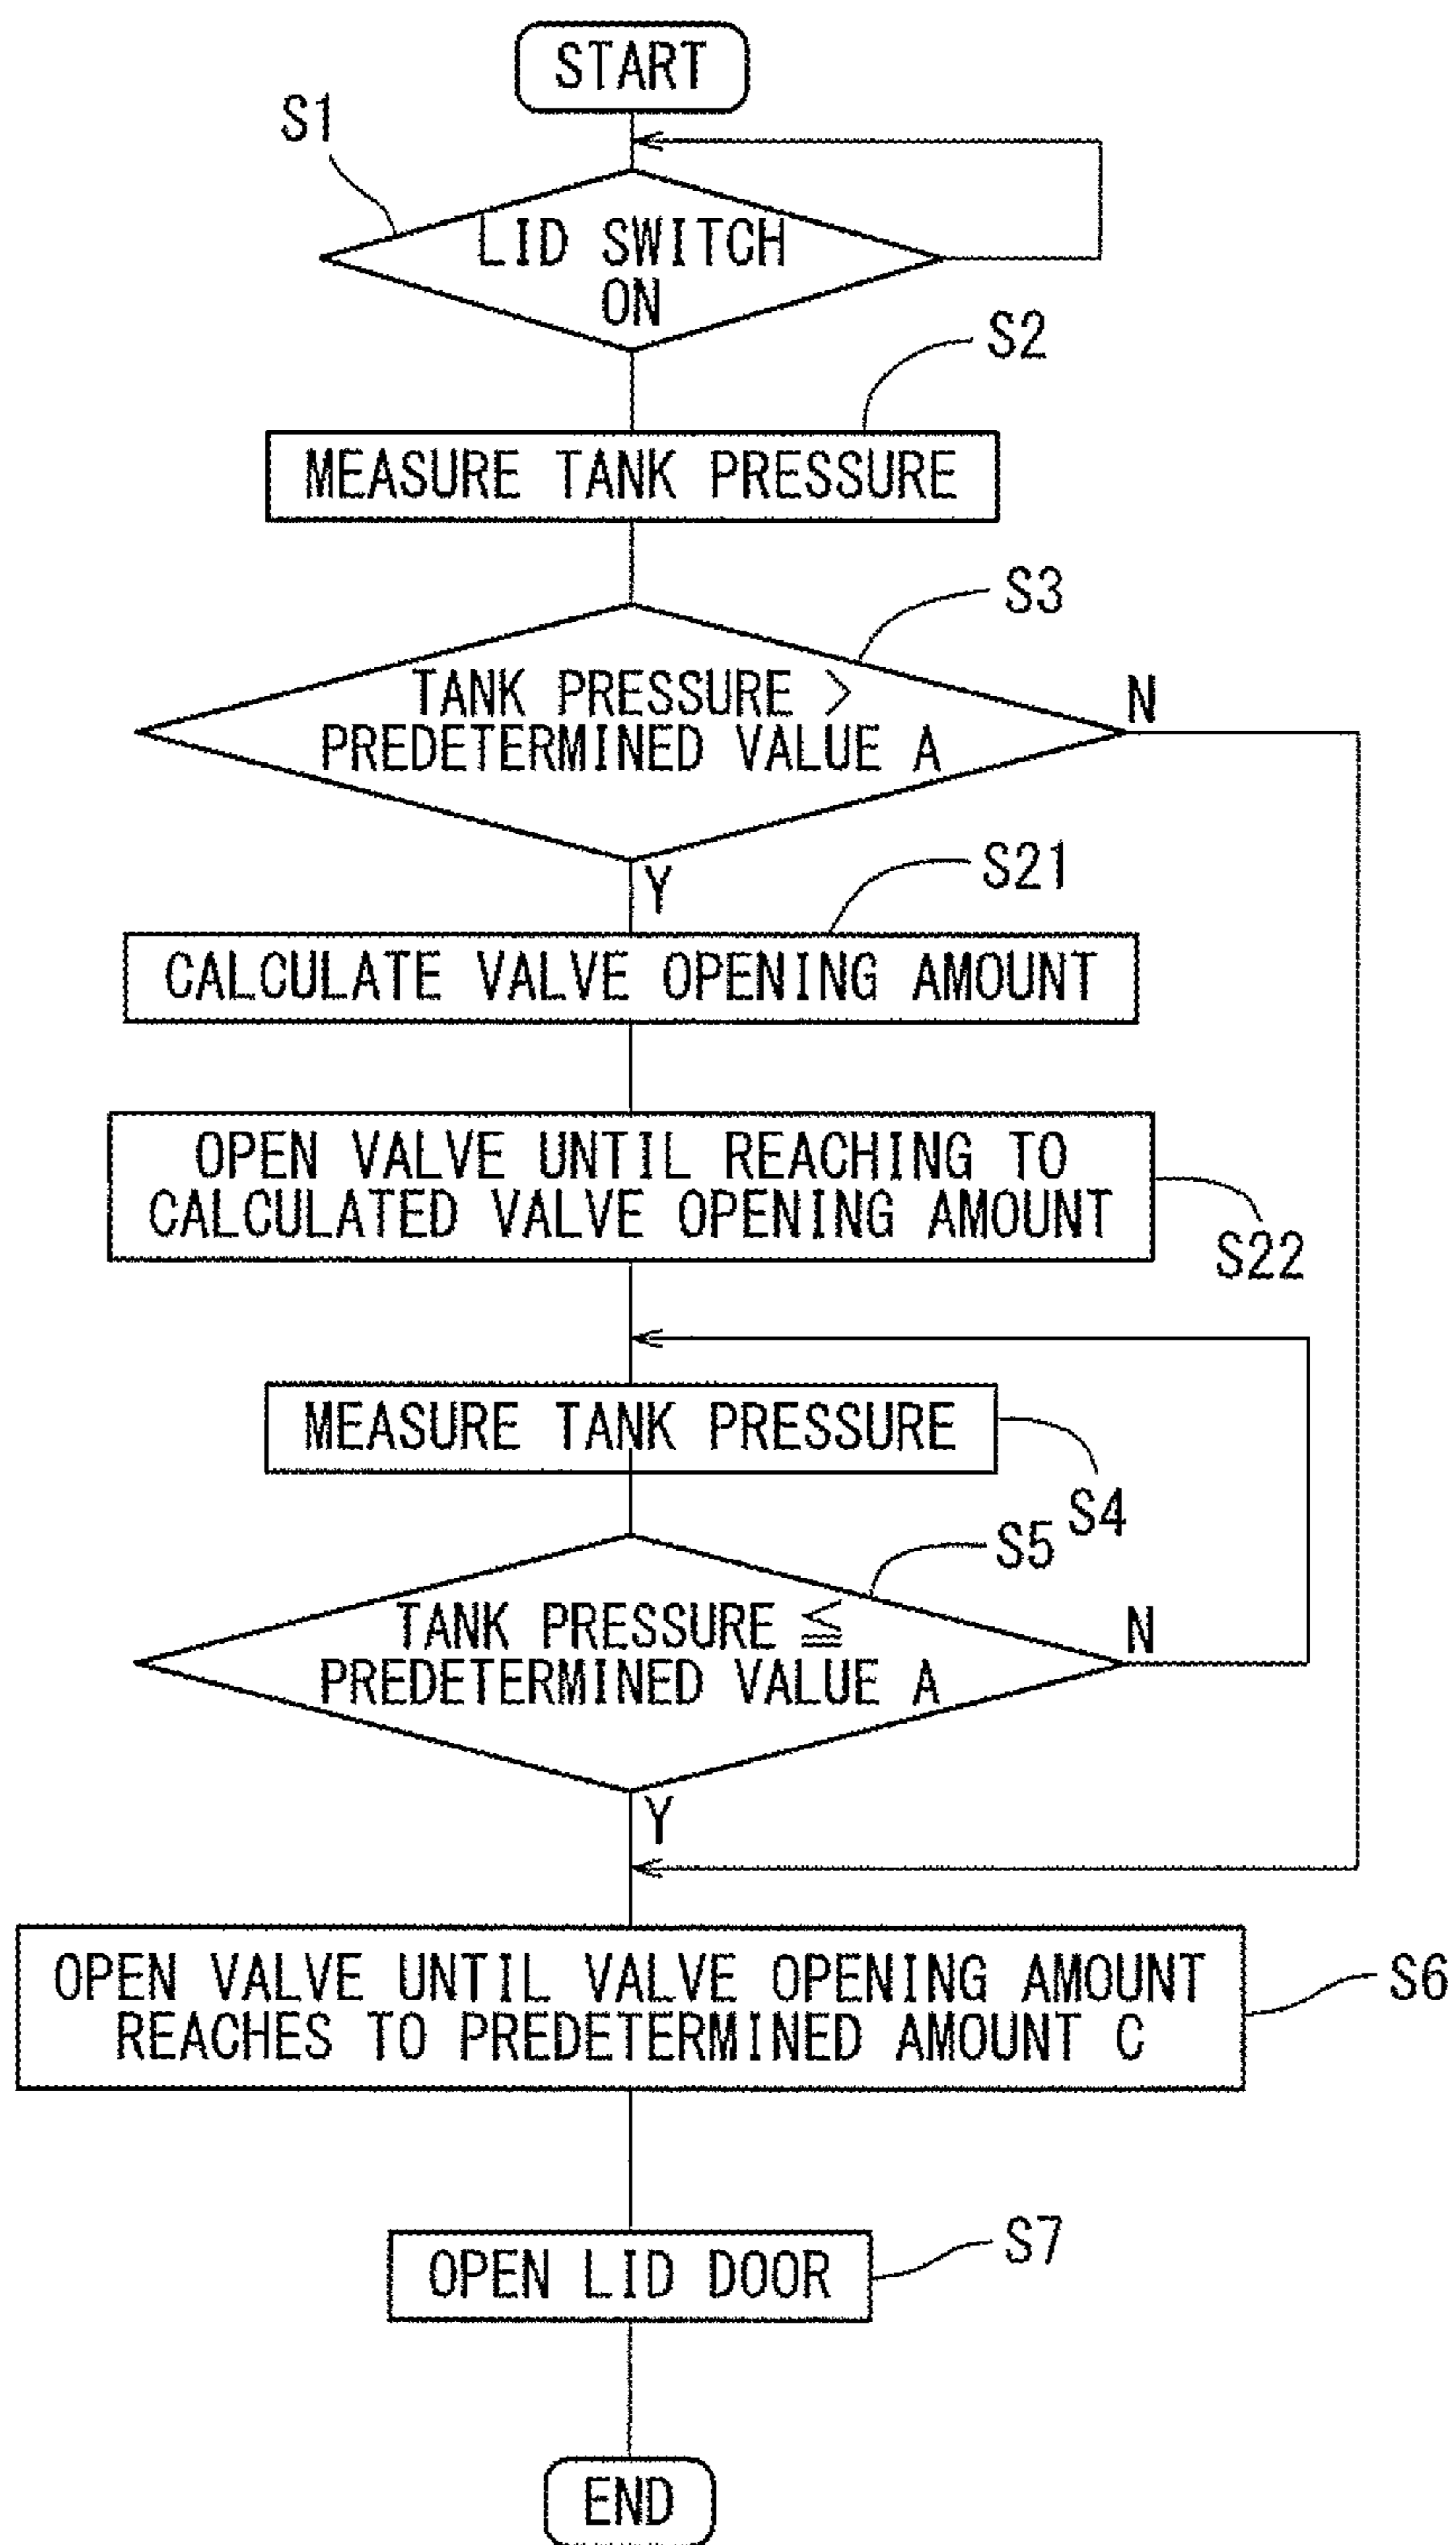 START
S1
LID SWITCH
ON
S2
MEASURE TANK PRESSURE
S3
TANK PRESSURE >
PREDETERMINED VALUE A
N
Y
S21
CALCULATE VALVE OPENING AMOUNT
OPEN VALVE UNTIL REACHING TO
CALCULATED VALVE OPENING AMOUNT
S22
MEASURE TANK PRESSURE
S4
S5
TANK PRESSURE ≦
PREDETERMINED VALUE A
N
Y
OPEN VALVE UNTIL VALVE OPENING AMOUNT
REACHES TO PREDETERMINED AMOUNT C
S6
S7
OPEN LID DOOR
END